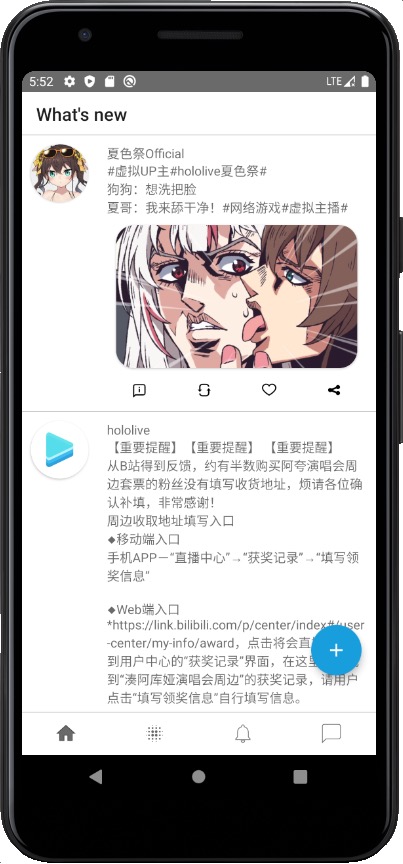 5:52
LTE
What's new
夏色祭Official
#虚拟UP主#hololive夏色祭#
狗狗：想洗把脸
夏哥：我来舔干净！#网络游戏#虚拟主播#
hololive
【重要提醒】【重要提醒】 【重要提醒】
从B站得到反馈，约有半数购买阿夸演唱会周
边套票的粉丝没有填写收货地址，烦请各位确
认补填，非常感谢！
周边收取地址填写入口
◆移动端入口
手机APP－“直播中心”→“获奖记录”→“填写领
奖信息”
◆Web端入口
*https://link.bilibili.com/p/center/index#/user
-center/my-info/award，点击将会直
到用户中心的“获奖记录”界面，在这里
到“湊阿库娅演唱会周边”的获奖记录，请用户
点击“填写领奖信息”自行填写信息。